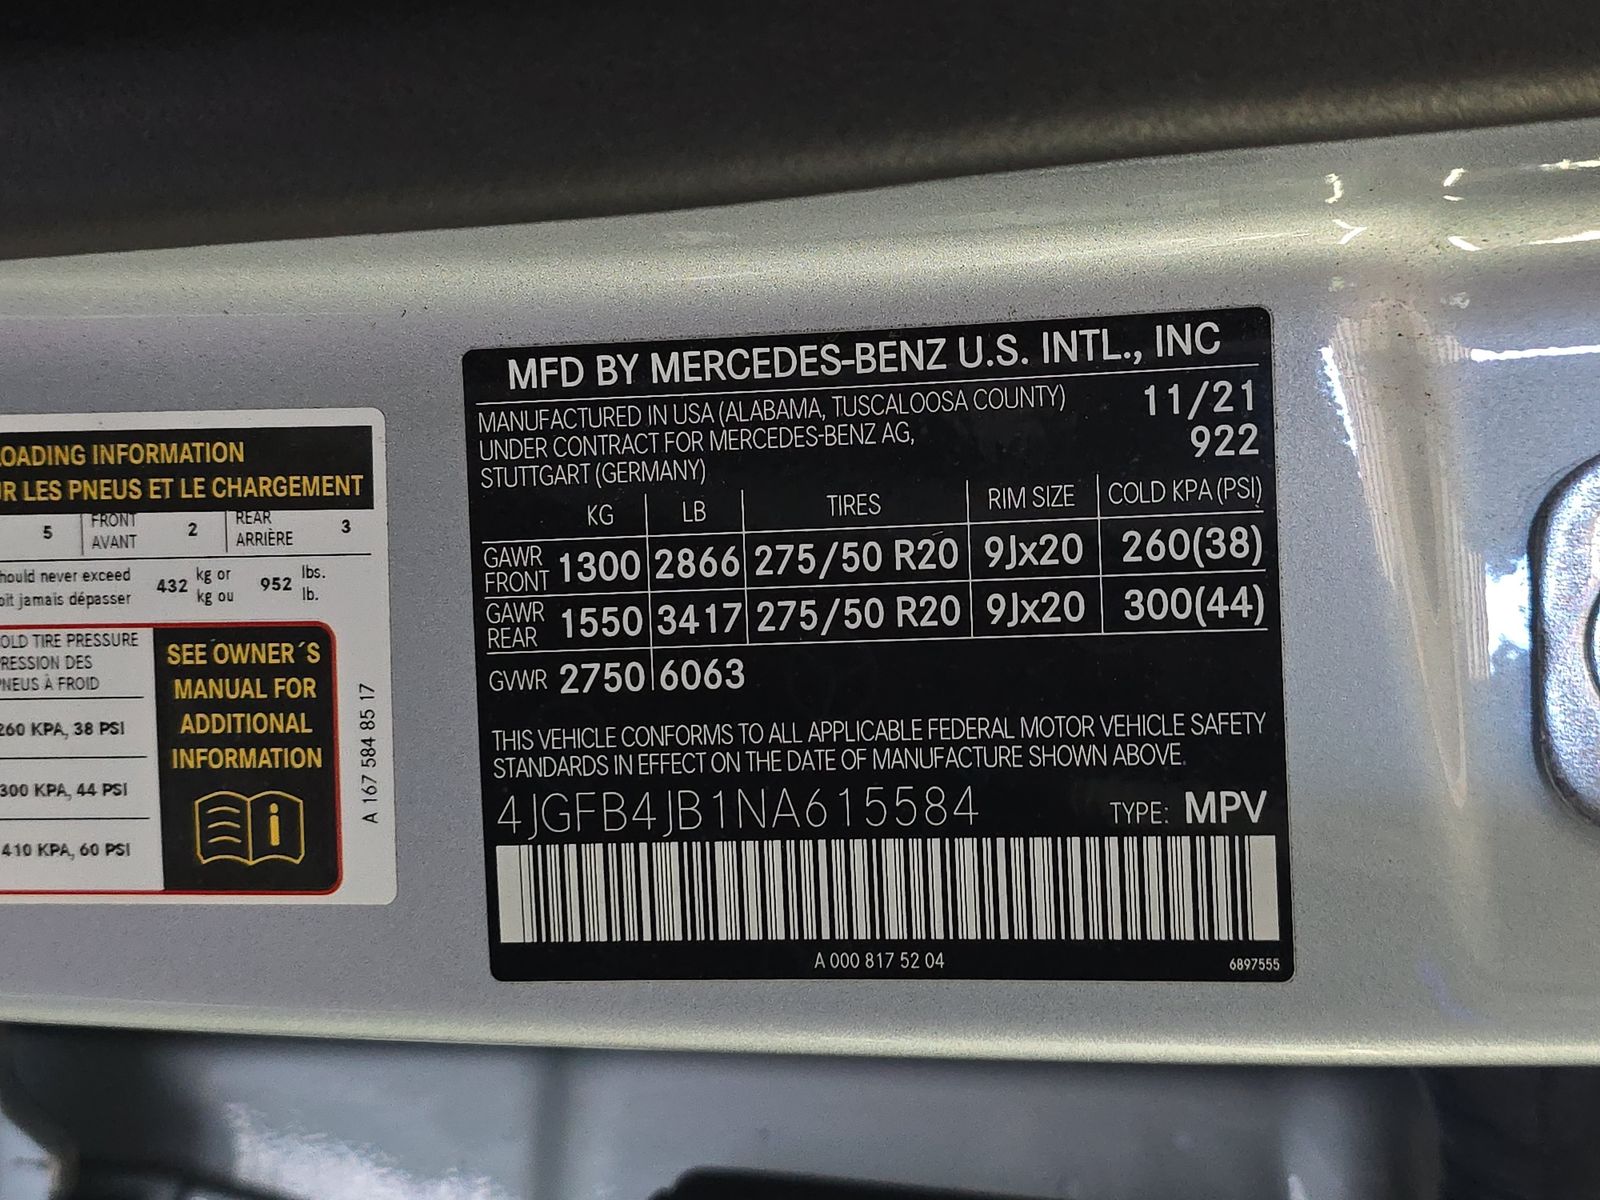 MFD BY MERCEDES-BENZ U.S. INTL., INC
MANUFACTURED IN USA (ALABAMA, TUSCALOOSA COUNTY) 11/21
UNDER CONTRACT FOR MERCEDES-BENZ AG, 922
STUTTGART (GERMANY)
KG LB TIRES RIM SIZE COLD KPA (PSI)
GAWR FRONT 1300 2866 275/50 R20 9Jx20 260(38)
GAWR REAR 1550 3417 275/50 R20 9Jx20 300(44)
GVWR 2750 6063
THIS VEHICLE CONFORMS TO ALL APPLICABLE FEDERAL MOTOR VEHICLE SAFETY
STANDARDS IN EFFECT ON THE DATE OF MANUFACTURE SHOWN ABOVE.
4JGFB4JB1NA615584 TYPE: MPV
A 000 817 52 04 6897555
OADING INFORMATION
R LES PNEUS ET LE CHARGEMENT
5 FRONT AVANT 2 REAR ARRIÈRE 3
hould never exceed 432 kg or 952 lbs.
oit jamais dépasser kg ou lb.
OLD TIRE PRESSURE
RESSION DES
NEUS À FROID
260 KPA, 38 PSI
300 KPA, 44 PSI
410 KPA, 60 PSI
SEE OWNER´S
MANUAL FOR
ADDITIONAL
INFORMATION
i
A 167 584 85 17